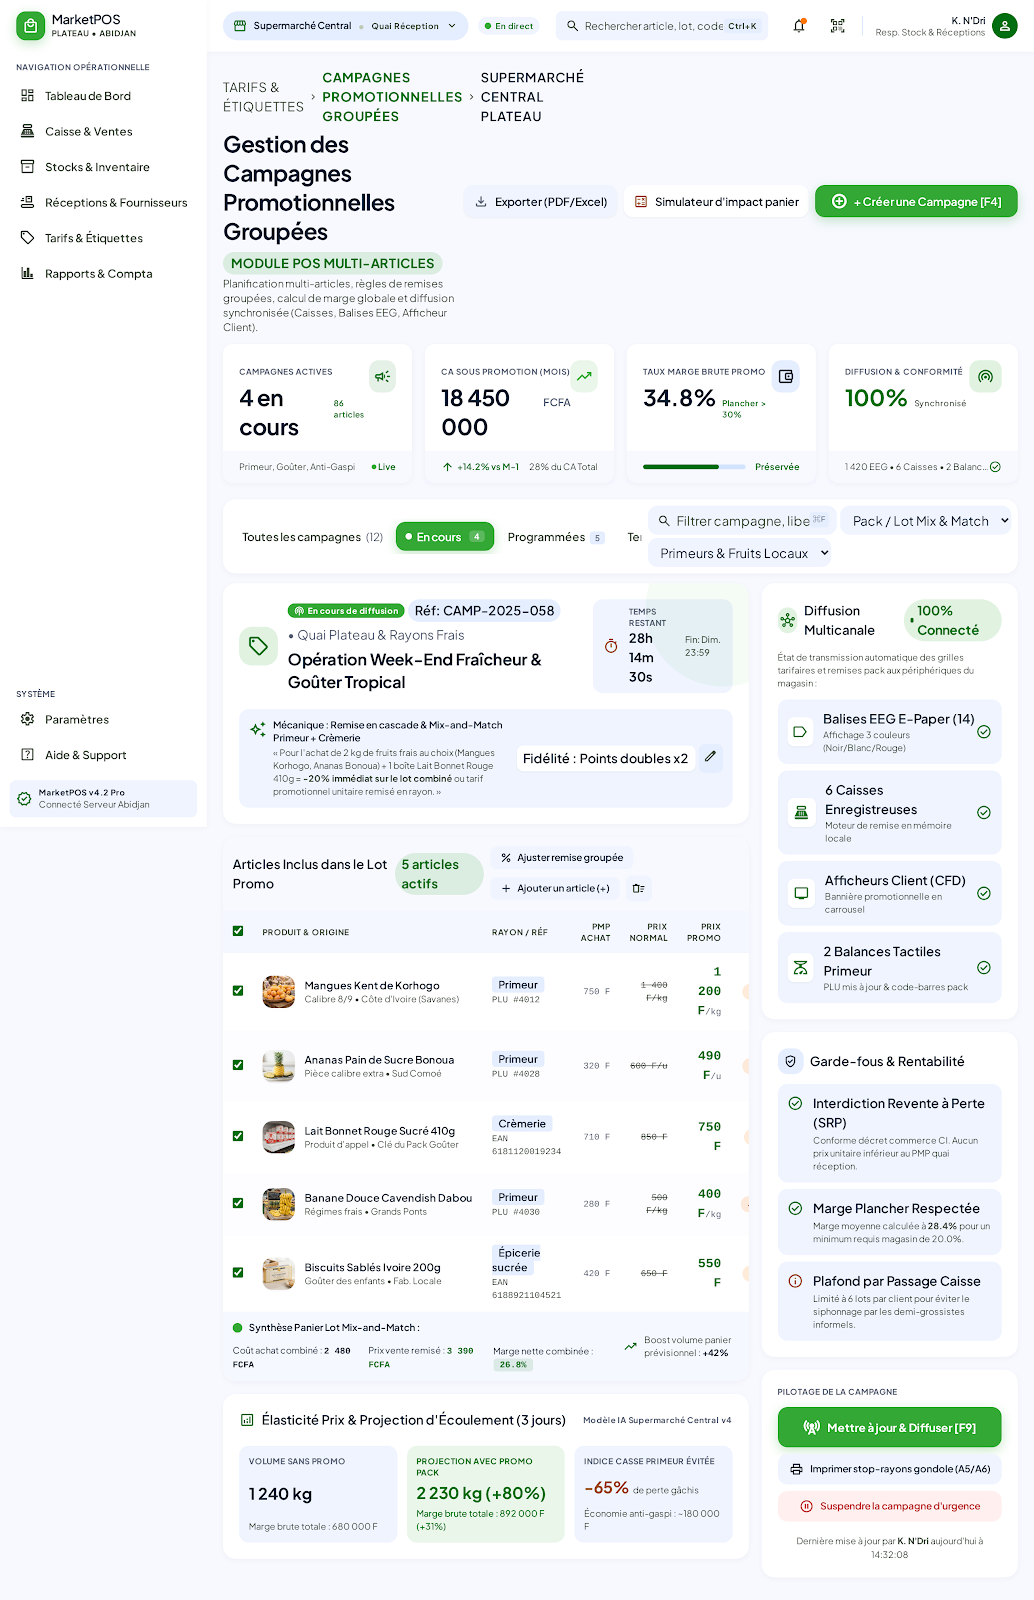 MarketPOS
PLATEAU • ABIDJAN
NAVIGATION OPÉRATIONNELLE
Tableau de Bord
Caisse & Ventes
Stocks & Inventaire
Réceptions & Fournisseurs
Tarifs & Étiquettes
Rapports & Compta
SYSTÈME
Paramètres
Aide & Support
MarketPOS v4.2 Pro
Connecté Serveur Abidjan
Supermarché Central • Quai Réception
En direct
Rechercher article, lot, code Ctrl+K
K. N'Dri
Resp. Stock & Réceptions
TARIFS &
ÉTIQUETTES
›
CAMPAGNES
PROMOTIONNELLES
GROUPÉES
›
SUPERMARCHÉ
CENTRAL
PLATEAU
Gestion des
Campagnes
Promotionnelles
Groupées
MODULE POS MULTI-ARTICLES
Planification multi-articles, règles de remises
groupées, calcul de marge globale et diffusion
synchronisée (Caisses, Balises EEG, Afficheur
Client).
Exporter (PDF/Excel)
Simulateur d'impact panier
+ Créer une Campagne [F4]
CAMPAGNES ACTIVES
4 en
cours
86
articles
Primeur, Goûter, Anti-Gaspi
Live
CA SOUS PROMOTION (MOIS)
18 450
000
FCFA
+14.2% vs M-1
28% du CA Total
TAUX MARGE BRUTE PROMO
34.8%
Plancher >
30%
Préservée
DIFFUSION & CONFORMITÉ
100%
Synchronisé
1 420 EEG • 6 Caisses • 2 Balanc...
Toutes les campagnes (12)
En cours 4
Programmées 5
Ter
Filtrer campagne, libe ⌘F
Pack / Lot Mix & Match
Primeurs & Fruits Locaux
En cours de diffusion
Réf: CAMP-2025-058
• Quai Plateau & Rayons Frais
Opération Week-End Fraîcheur &
Goûter Tropical
TEMPS
RESTANT
28h
14m
30s
Fin: Dim.
23:59
Mécanique : Remise en cascade & Mix-and-Match
Primeur + Crèmerie
« Pour l'achat de 2 kg de fruits frais au choix (Mangues
Korhogo, Ananas Bonoua) + 1 boîte Lait Bonnet Rouge
410g = -20% immédiat sur le lot combiné ou tarif
promotionnel unitaire remisé en rayon. »
Fidélité : Points doubles x2
Articles Inclus dans le Lot
Promo
5 articles
actifs
Ajuster remise groupée
Ajouter un article (+)
PRODUIT & ORIGINE
RAYON / RÉF
PMP
ACHAT
PRIX
NORMAL
PRIX
PROMO
Mangues Kent de Korhogo
Calibre 8/9 • Côte d'Ivoire (Savanes)
Primeur
PLU #4012
750 F
1 400
F/kg
1
200
F/kg
Ananas Pain de Sucre Bonoua
Pièce calibre extra • Sud Comoé
Primeur
PLU #4028
320 F
600 F/u
490
F/u
Lait Bonnet Rouge Sucré 410g
Produit d'appel • Clé du Pack Goûter
Crèmerie
EAN
6181120019234
710 F
850 F
750
F
Banane Douce Cavendish Dabou
Régimes frais • Grands Ponts
Primeur
PLU #4030
280 F
500
F/kg
400
F/kg
Biscuits Sablés Ivoire 200g
Goûter des enfants • Fab. Locale
Épicerie
sucrée
EAN
6188921104521
420 F
650 F
550
F
Synthèse Panier Lot Mix-and-Match :
Coût achat combiné : 2 480
FCFA
Prix vente remisé : 3 390
FCFA
Marge nette combinée :
26.8%
Boost volume panier
prévisionnel : +42%
Élasticité Prix & Projection d'Écoulement (3 jours)
Modèle IA Supermarché Central v4
VOLUME SANS PROMO
1 240 kg
Marge brute totale : 680 000 F
PROJECTION AVEC PROMO
PACK
2 230 kg (+80%)
Marge brute totale : 892 000 F
(+31%)
INDICE CASSE PRIMEUR ÉVITÉE
-65% de perte gâchis
Économie anti-gaspi : ~180 000
F
Diffusion
Multicanale
100%
Connecté
État de transmission automatique des grilles
tarifaires et remises pack aux périphériques du
magasin :
Balises EEG E-Paper (14)
Affichage 3 couleurs
(Noir/Blanc/Rouge)
6 Caisses
Enregistreuses
Moteur de remise en mémoire
locale
Afficheurs Client (CFD)
Bannière promotionnelle en
carrousel
2 Balances Tactiles
Primeur
PLU mis à jour & code-barres pack
Garde-fous & Rentabilité
Interdiction Revente à Perte
(SRP)
Conforme décret commerce CI. Aucun
prix unitaire inférieur au PMP quai
réception.
Marge Plancher Respectée
Marge moyenne calculée à 28.4% pour un
minimum requis magasin de 20.0%.
Plafond par Passage Caisse
Limité à 6 lots par client pour éviter le
siphonnage par les demi-grossistes
informels.
PILOTAGE DE LA CAMPAGNE
Mettre à jour & Diffuser [F9]
Imprimer stop-rayons gondole (A5/A6)
Suspendre la campagne d'urgence
Dernière mise à jour par K. N'Dri aujourd'hui à
14:32:08